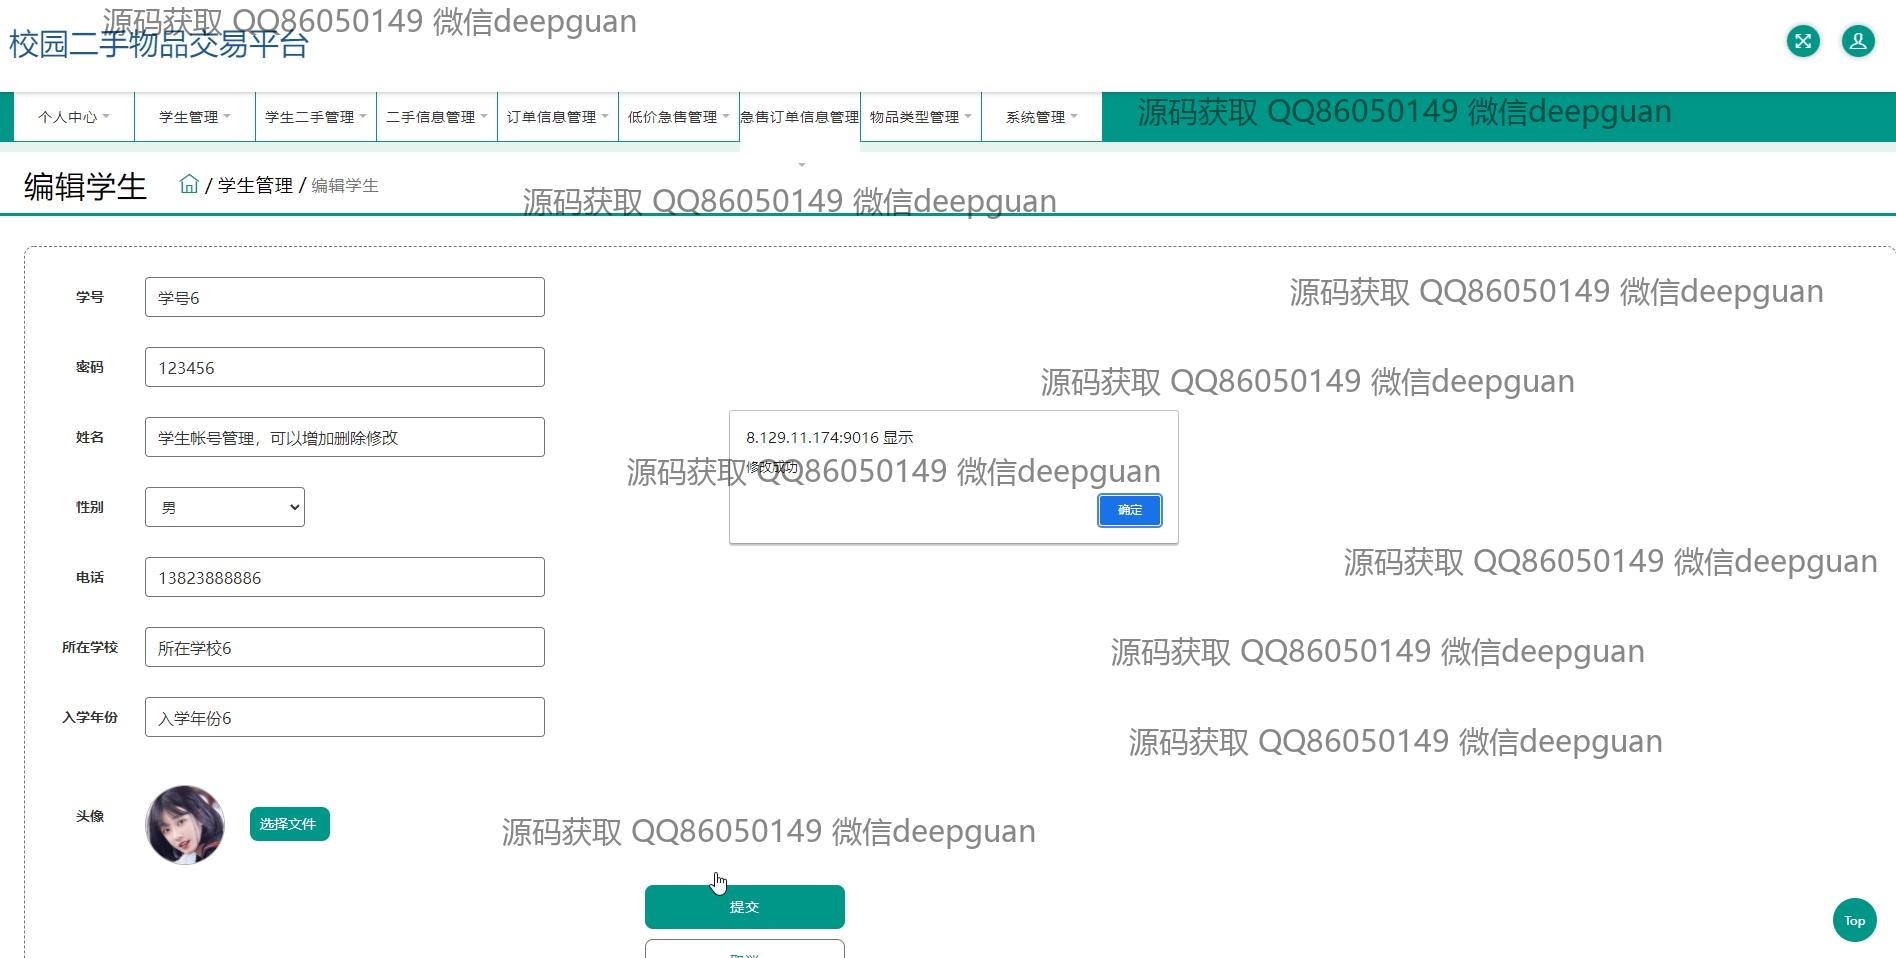 源码获取 QQ86050149 微信deepguan
校园二手物品交易平台
个人中心
学生管理
学生二手管理
二手信息管理
订单信息管理
低价急售管理
急售订单信息管理
物品类型管理
系统管理
源码获取 QQ86050149 微信deepguan
编辑学生
/ 学生管理 / 编辑学生
源码获取 QQ86050149 微信deepguan
学号 学号6
源码获取 QQ86050149 微信deepguan
密码 123456
源码获取 QQ86050149 微信deepguan
姓名 学生帐号管理，可以增加删除修改
8.129.11.174:9016 显示
修改成功
源码获取 QQ86050149 微信deepguan
确定
性别 男
源码获取 QQ86050149 微信deepguan
电话 13823888886
所在学校 所在学校6
源码获取 QQ86050149 微信deepguan
入学年份 入学年份6
源码获取 QQ86050149 微信deepguan
头像 选择文件
源码获取 QQ86050149 微信deepguan
提交
Top